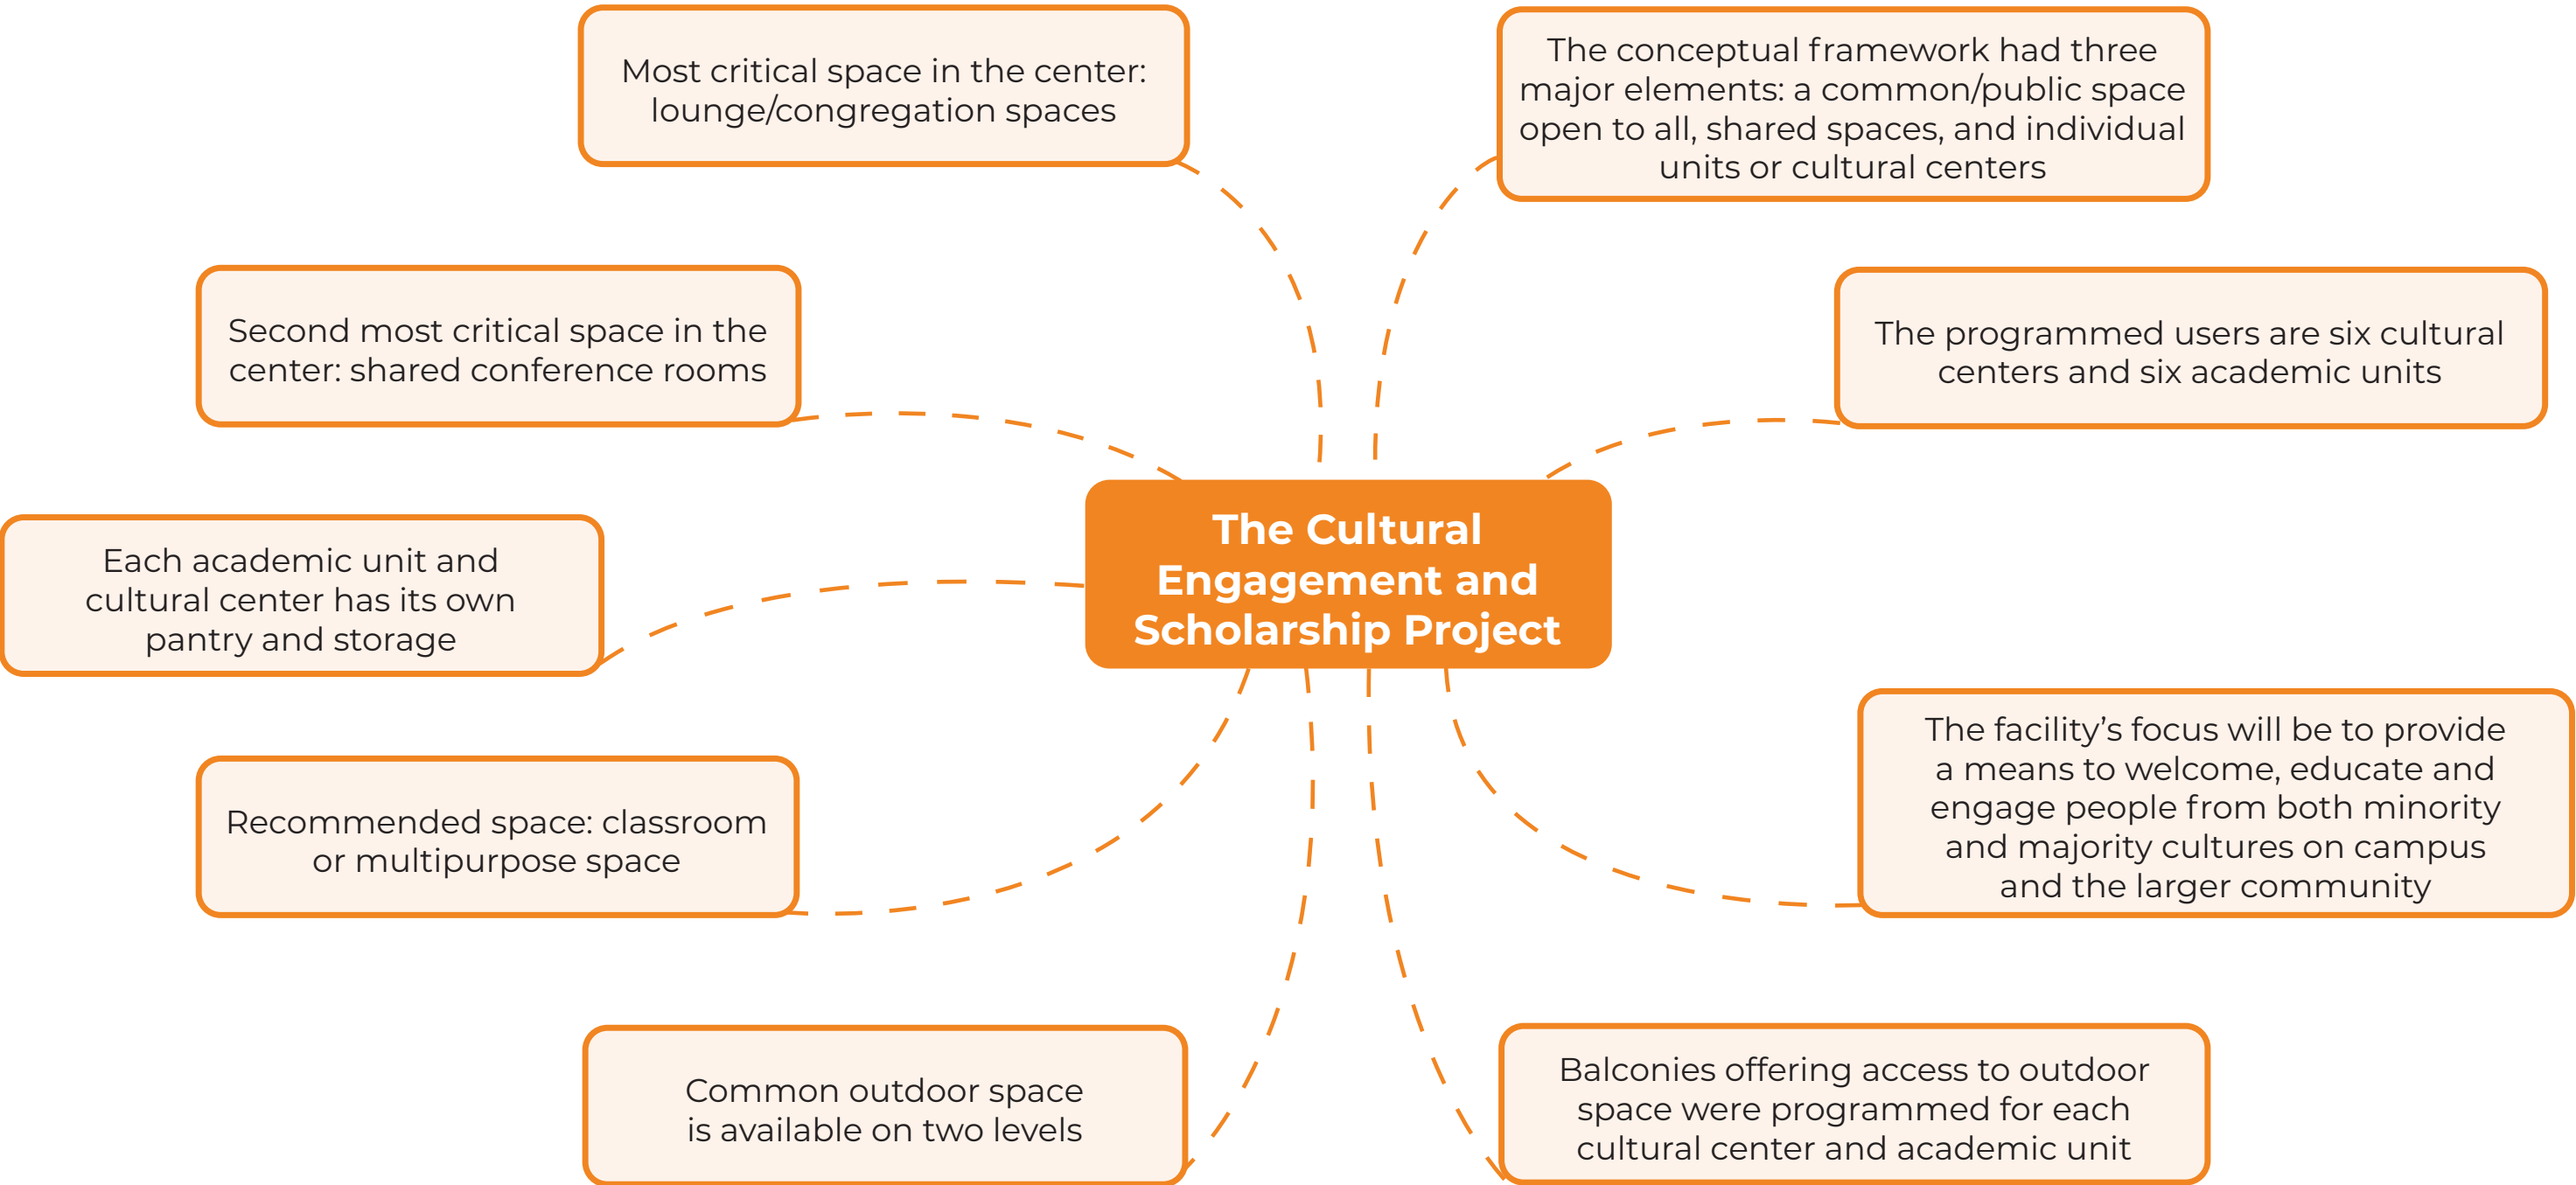 Most critical space in the center:
lounge/congregation spaces
The conceptual framework had three
major elements: a common/public space
open to all, shared spaces, and individual
units or cultural centers
Second most critical space in the
center: shared conference rooms
The programmed users are six cultural
centers and six academic units
The Cultural
Engagement and
Scholarship Project
Each academic unit and
cultural center has its own
pantry and storage
The facility’s focus will be to provide
a means to welcome, educate and
engage people from both minority
and majority cultures on campus
and the larger community
Recommended space: classroom
or multipurpose space
Common outdoor space
is available on two levels
Balconies offering access to outdoor
space were programmed for each
cultural center and academic unit